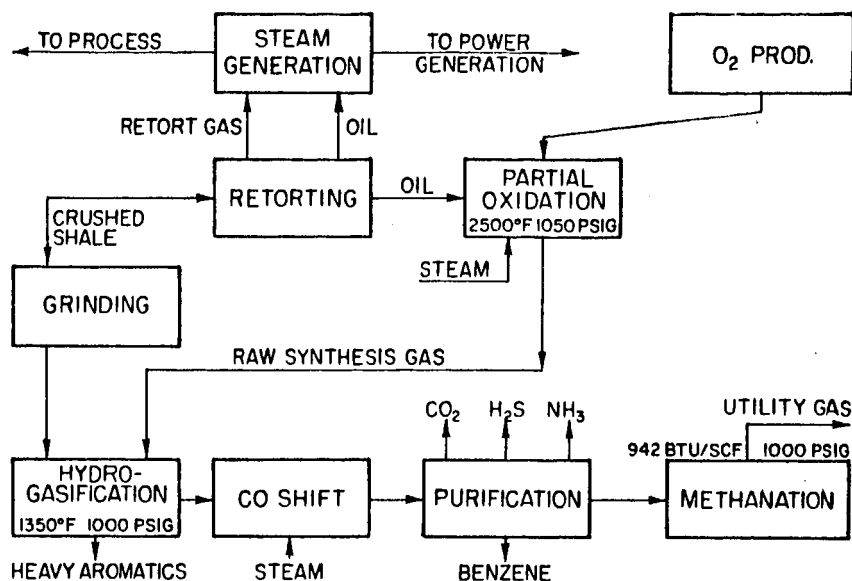 TO PROCESS
STEAM
GENERATION
TO POWER
GENERATION
O₂ PROD.
RETORT GAS
OIL
RETORTING
OIL
PARTIAL
OXIDATION
2500°F 1050 PSIG
CRUSHED
SHALE
STEAM
GRINDING
RAW SYNTHESIS GAS
CO₂
H₂S
NH₃
UTILITY GAS
942 BTU/SCF
1000 PSIG
HYDRO-
GASIFICATION
1350°F 1000 PSIG
CO SHIFT
PURIFICATION
METHANATION
HEAVY AROMATICS
STEAM
BENZENE